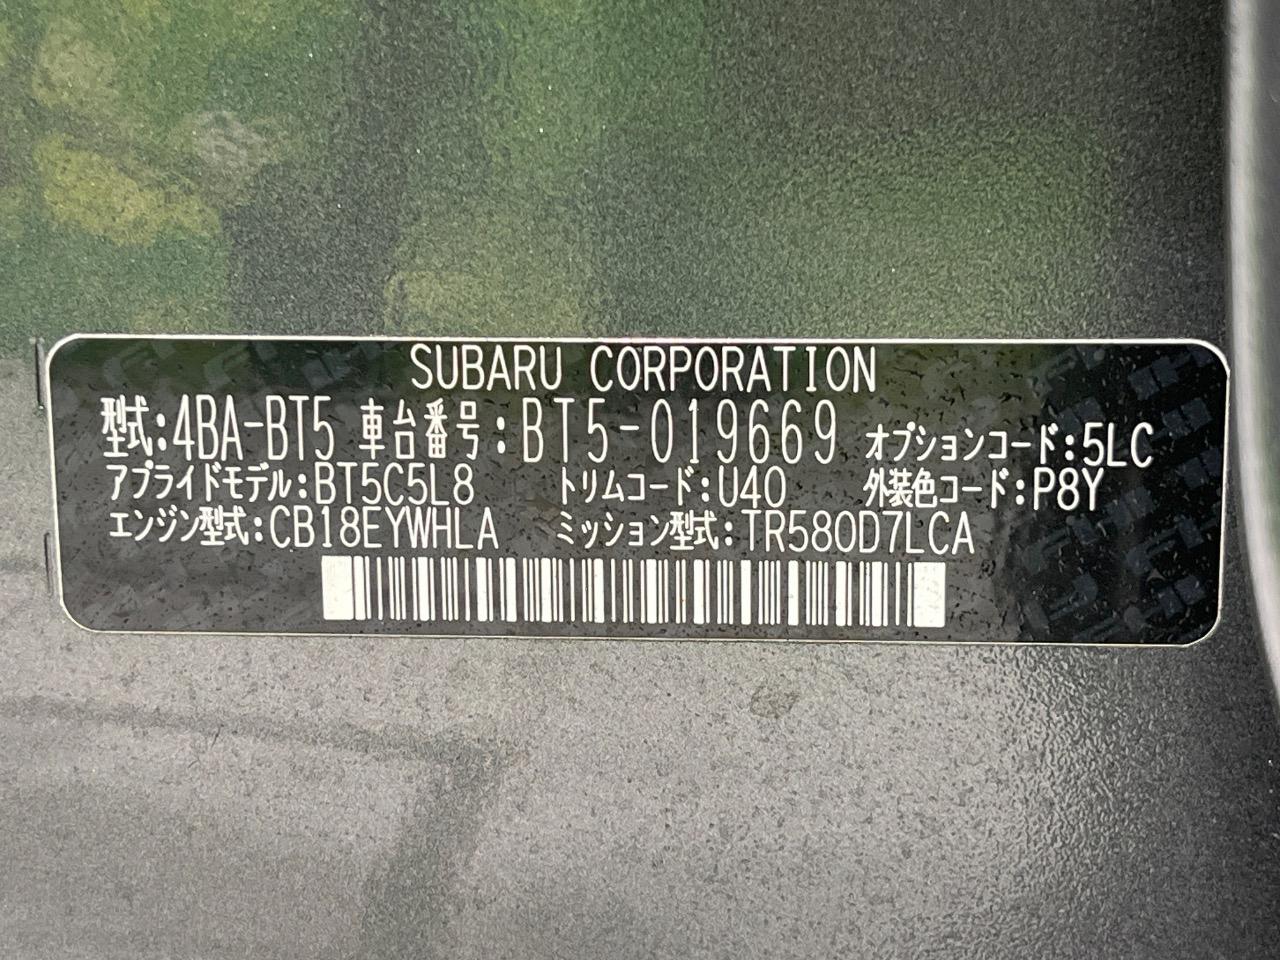 SUBARU CORPORATION
型式:4BA-BT5 車台番号:BT5-019669 オプションコード:5LC
アプライドモデル:BT5C5L8 トリムコード:U40 外装色コード:P8Y
エンジン型式:CB18EYWHLA ミッション型式:TR580D7LCA